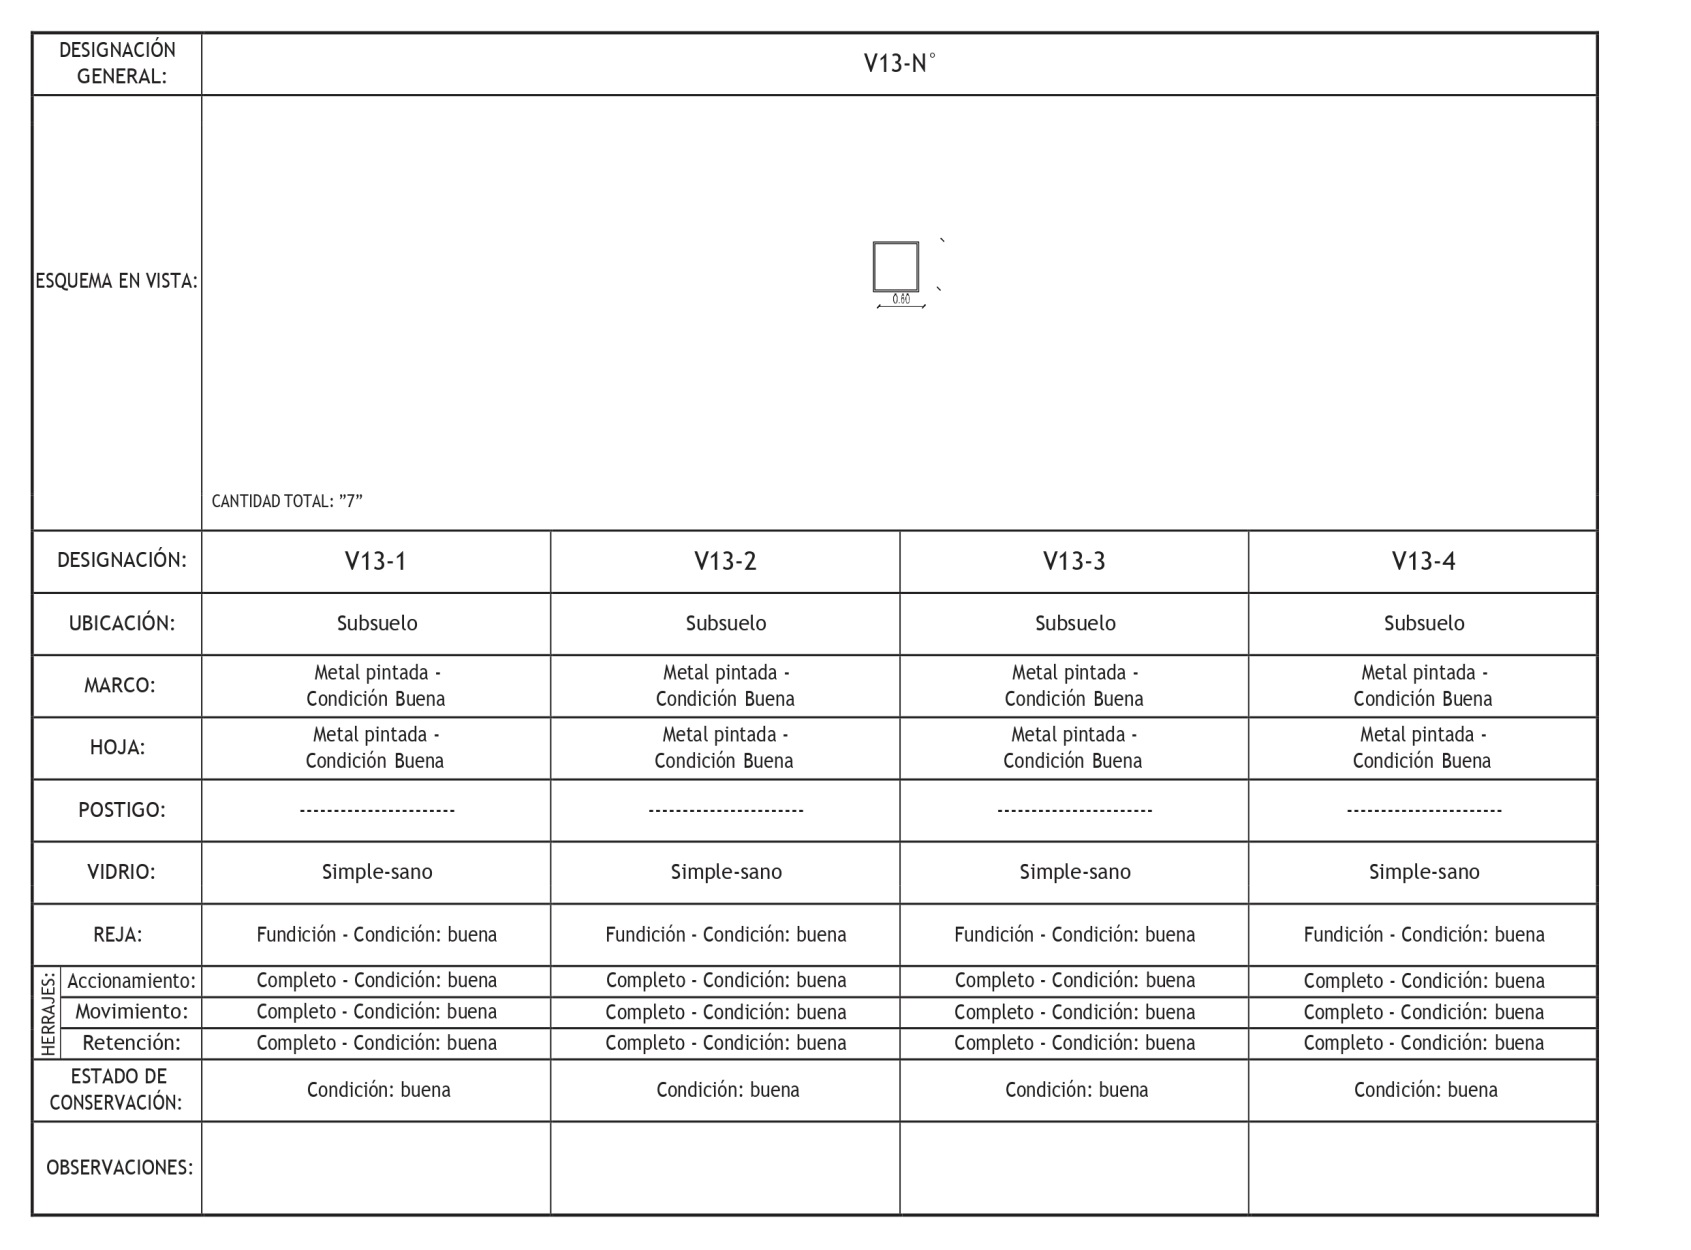 DESIGNACIÓN
GENERAL:
V13-N°
ESQUEMA EN VISTA:
0.60
CANTIDAD TOTAL: ”7”
DESIGNACIÓN: V13-1 V13-2 V13-3 V13-4
UBICACIÓN: Subsuelo Subsuelo Subsuelo Subsuelo
MARCO:
Metal pintada - Metal pintada - Metal pintada - Metal pintada -
Condición Buena Condición Buena Condición Buena Condición Buena
HOJA:
Metal pintada - Metal pintada - Metal pintada - Metal pintada -
Condición Buena Condición Buena Condición Buena Condición Buena
POSTIGO: ----------------------- ----------------------- ----------------------- -----------------------
VIDRIO: Simple-sano Simple-sano Simple-sano Simple-sano
REJA: Fundición - Condición: buena Fundición - Condición: buena Fundición - Condición: buena Fundición - Condición: buena
HERRAJES:
Accionamiento: Completo - Condición: buena Completo - Condición: buena Completo - Condición: buena Completo - Condición: buena
Movimiento: Completo - Condición: buena Completo - Condición: buena Completo - Condición: buena Completo - Condición: buena
Retención: Completo - Condición: buena Completo - Condición: buena Completo - Condición: buena Completo - Condición: buena
ESTADO DE
CONSERVACIÓN:
Condición: buena Condición: buena Condición: buena Condición: buena
OBSERVACIONES: